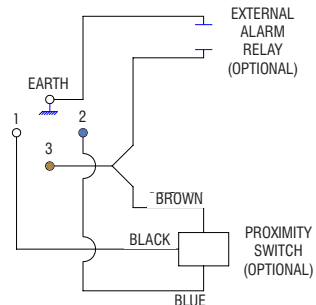 EXTERNAL
ALARM
RELAY
(OPTIONAL)
EARTH
1
2
3
BROWN
BLACK
PROXIMITY
SWITCH
(OPTIONAL)
BLUE